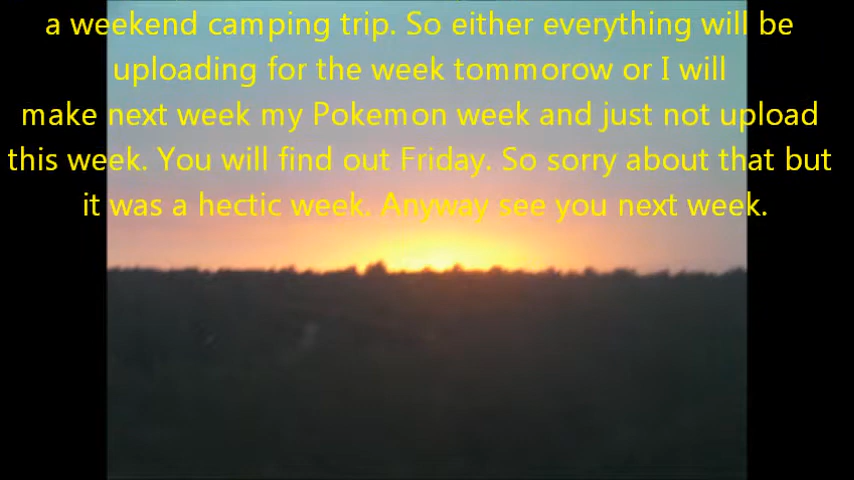 a weekend camping trip. So either everything will be
uploading for the week tommorow or I will
make next week my Pokemon week and just not upload
this week. You will find out Friday. So sorry about that but
it was a hectic week. Anyway see you next week.